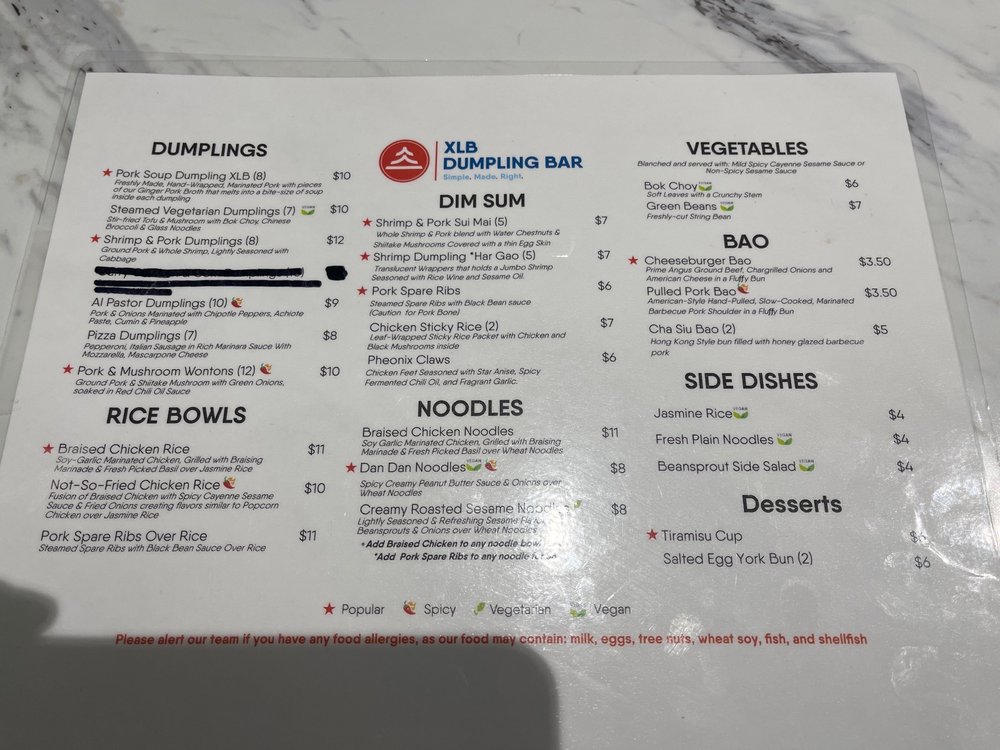 DUMPLINGS
Pork Soup Dumpling XLB (8) $10
Freshly Made, Hand-Wrapped, Marinated Pork with pieces
of our Ginger Pork Broth that melts into a bite-size of soup
inside each dumpling
Steamed Vegetarian Dumplings (7) VEGAN $10
Stir-fried Tofu & Mushroom with Bok Choy, Chinese
Broccoli & Glass Noodles
Shrimp & Pork Dumplings (8) $12
Ground Pork & Whole Shrimp, Lightly Seasoned with
Cabbage
Al Pastor Dumplings (10) $9
Pork & Onions Marinated with Chipotle Peppers, Achiote
Paste, Cumin & Pineapple
Pizza Dumplings (7) $8
Pepperoni, Italian Sausage in Rich Marinara Sauce With
Mozzarella, Mascarpone Cheese
Pork & Mushroom Wontons (12) $10
Ground Pork & Shiitake Mushroom with Green Onions,
soaked in Red Chili Oil Sauce
RICE BOWLS
Braised Chicken Rice $11
Soy-Garlic Marinated Chicken, Grilled with Braising
Marinade & Fresh Picked Basil over Jasmine Rice
Not-So-Fried Chicken Rice $10
Fusion of Braised Chicken with Spicy Cayenne Sesame
Sauce & Fried Onions creating flavors similar to Popcorn
Chicken over Jasmine Rice
Pork Spare Ribs Over Rice $11
Steamed Spare Ribs with Black Bean Sauce Over Rice
XLB
DUMPLING BAR
Simple. Made. Right.
DIM SUM
Shrimp & Pork Sui Mai (5) $7
Whole Shrimp & Pork blend with Water Chestnuts &
Shiitake Mushrooms Covered with a thin Egg Skin
Shrimp Dumpling "Har Gao (5) $7
Translucent Wrappers that holds a Jumbo Shrimp
Seasoned with Rice Wine and Sesame Oil.
Pork Spare Ribs $6
Steamed Spare Ribs with Black Bean sauce
(Caution for Pork Bone)
Chicken Sticky Rice (2) $7
Leaf-Wrapped Sticky Rice Packet with Chicken and
Black Mushrooms inside
Pheonix Claws $6
Chicken Feet Seasoned with Star Anise, Spicy
Fermented Chili Oil, and Fragrant Garlic.
NOODLES
Braised Chicken Noodles $11
Soy Garlic Marinated Chicken, Grilled with Braising
Marinade & Fresh Picked Basil over Wheat Noodles
Dan Dan Noodles VEGAN $8
Spicy Creamy Peanut Butter Sauce & Onions over
Wheat Noodles
Creamy Roasted Sesame Noodles $8
Lightly Seasoned & Refreshing Sesame
Beansprouts & Onions over Wheat Noodles
*Add Braised Chicken to any noodle bowl
*Add Pork Spare Ribs to any noodle
VEGETABLES
Blanched and served with: Mild Spicy Cayenne Sesame Sauce or
Non-Spicy Sesame Sauce
Bok Choy VEGAN $6
Soft Leaves with a Crunchy Stem
Green Beans VEGAN $7
Freshly-cut String Bean
BAO
Cheeseburger Bao $3.50
Prime Angus Ground Beef, Chargrilled Onions and
American Cheese in a Fluffy Bun
Pulled Pork Bao $3.50
American-Style Hand-Pulled, Slow-Cooked, Marinated
Barbecue Pork Shoulder in a Fluffy Bun
Cha Siu Bao (2) $5
Hong Kong Style bun filled with honey glazed barbecue
pork
SIDE DISHES
Jasmine Rice VEGAN $4
Fresh Plain Noodles VEGAN $4
Beansprout Side Salad VEGAN $4
Desserts
Tiramisu Cup
Salted Egg York Bun (2) $6
Popular Spicy Vegetarian Vegan
Please alert our team if you have any food allergies, as our food may contain: milk, eggs, tree nuts, wheat soy, fish, and shellfish